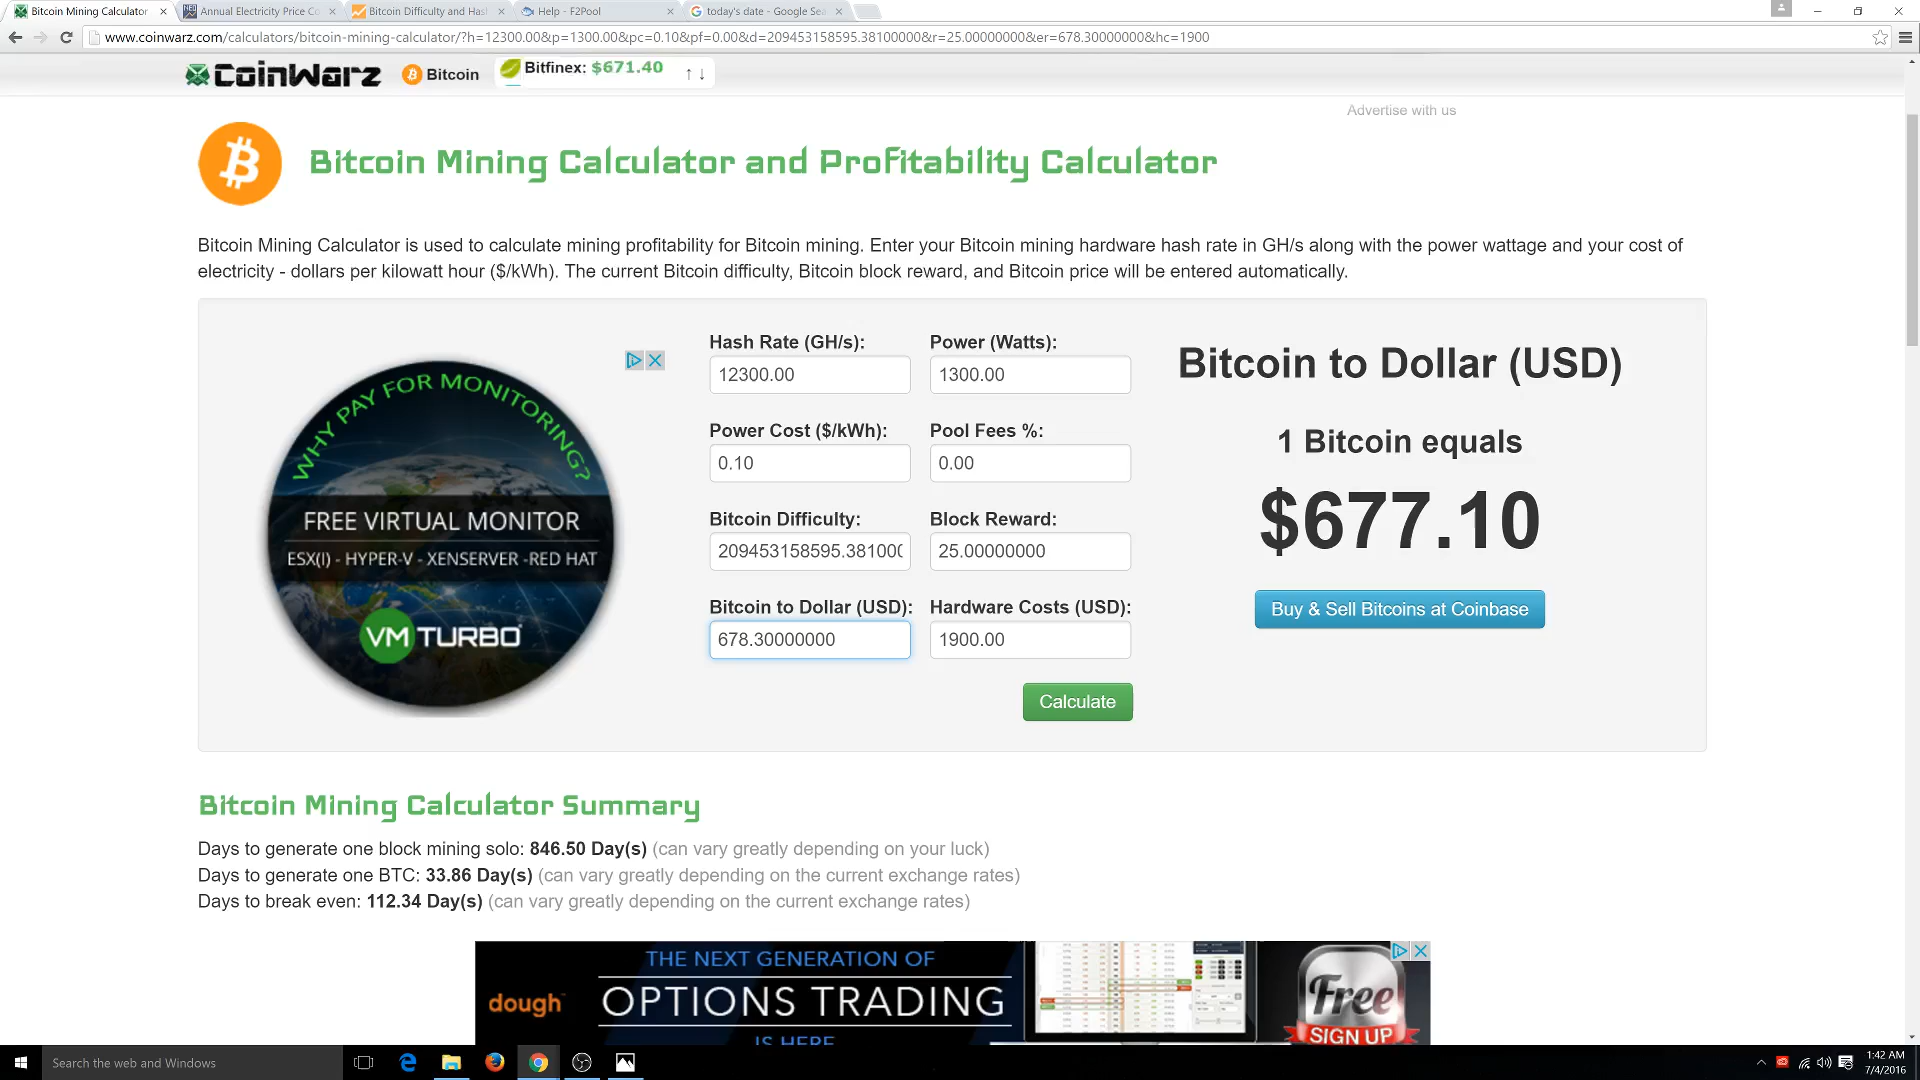 Bitcoin Mining Calculator
Annual Electricity Price Co
Bitcoin Difficulty and Hash
Help - F2Pool
today's date - Google Sea
www.coinwarz.com/calculators/bitcoin-mining-calculator/?h=12300.00&p=1300.00&pc=0.10&pf=0.00&d=209453158595.38100000&r=25.00000000&er=678.30000000&hc=1900
CoinWarz
Bitcoin
Bitfinex: $671.40 ↑ ↓
Advertise with us
Bitcoin Mining Calculator and Profitability Calculator
Bitcoin Mining Calculator is used to calculate mining profitability for Bitcoin mining. Enter your Bitcoin mining hardware hash rate in GH/s along with the power wattage and your cost of
electricity - dollars per kilowatt hour ($/kWh). The current Bitcoin difficulty, Bitcoin block reward, and Bitcoin price will be entered automatically.
WHY PAY FOR MONITORING?
FREE VIRTUAL MONITOR
ESX(I) - HYPER-V - XENSERVER -RED HAT
VMTURBO
Hash Rate (GH/s): Power (Watts):
12300.00 1300.00
Power Cost ($/kWh): Pool Fees %:
0.10 0.00
Bitcoin Difficulty: Block Reward:
209453158595.38100( 25.00000000
Bitcoin to Dollar (USD): Hardware Costs (USD):
678.30000000 1900.00
Calculate
Bitcoin to Dollar (USD)
1 Bitcoin equals
$677.10
Buy & Sell Bitcoins at Coinbase
Bitcoin Mining Calculator Summary
Days to generate one block mining solo: 846.50 Day(s) (can vary greatly depending on your luck)
Days to generate one BTC: 33.86 Day(s) (can vary greatly depending on the current exchange rates)
Days to break even: 112.34 Day(s) (can vary greatly depending on the current exchange rates)
THE NEXT GENERATION OF
dough
OPTIONS TRADING
IS HERE
Free
SIGN UP
Search the web and Windows
1:42 AM
7/4/2016